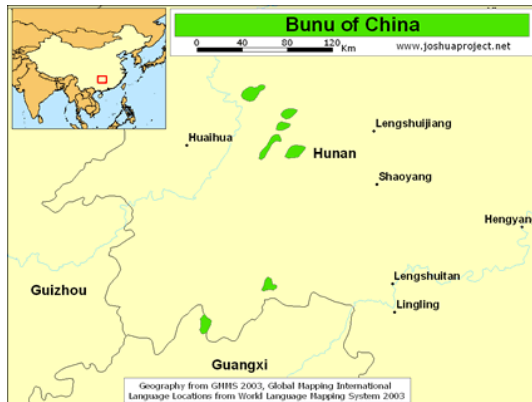 Bunu of China
0 40 80 120
Km
www.joshuaproject.net
Lengshuijiang
Huaihua
Hunan
Shaoyang
Hengyan
Lengshuitan
Guizhou
Lingling
Guangxi
Geography from GMMS 2003, Global Mapping International
Language Locations from World Language Mapping System 2003